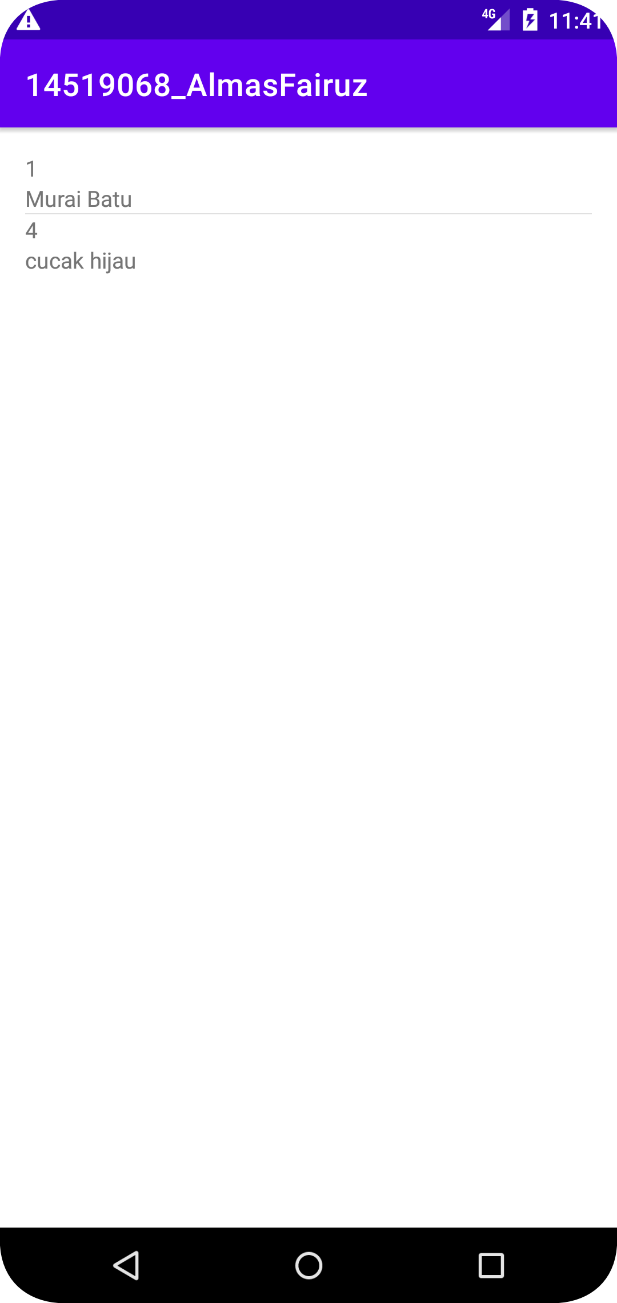 4G
11:41
14519068_AlmasFairuz
1
Murai Batu
4
cucak hijau